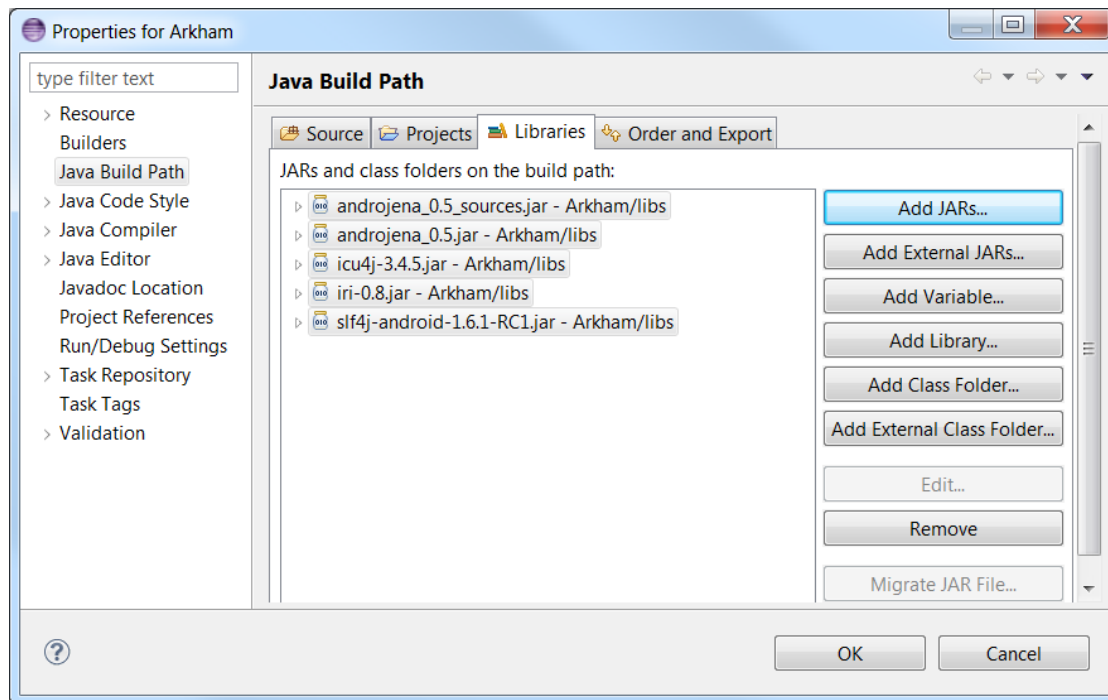 Properties for Arkham
type filter text
Resource
Builders
Java Build Path
Java Code Style
Java Compiler
Java Editor
Javadoc Location
Project References
Run/Debug Settings
Task Repository
Task Tags
Validation
Java Build Path
Source
Projects
Libraries
Order and Export
JARs and class folders on the build path:
androjena_0.5_sources.jar - Arkham/libs
androjena_0.5.jar - Arkham/libs
icu4j-3.4.5.jar - Arkham/libs
iri-0.8.jar - Arkham/libs
slf4j-android-1.6.1-RC1.jar - Arkham/libs
Add JARs...
Add External JARs...
Add Variable...
Add Library...
Add Class Folder...
Add External Class Folder...
Edit...
Remove
Migrate JAR File...
OK
Cancel